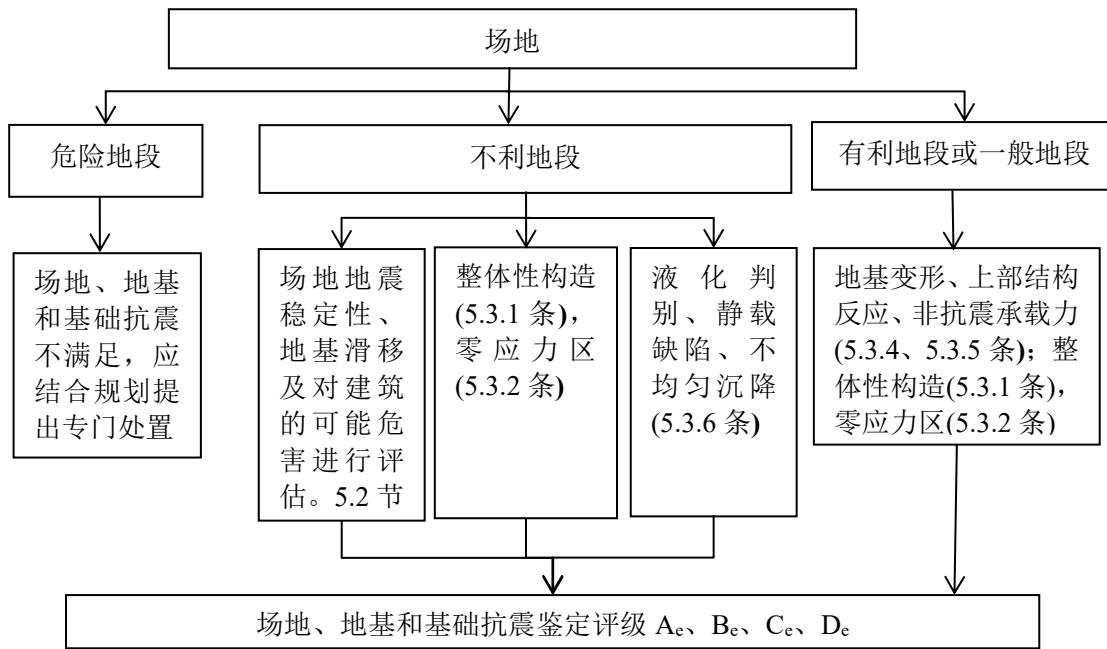 场地
危险地段
不利地段
有利地段或一般地段
场地、地基
和基础抗震
不满足，应
结合规划提
出专门处置
场地地震
稳定性、
地基滑移
及对建筑
的可能危
害进行评
估。5.2 节
整体性构造
(5.3.1 条)，
零应力区
(5.3.2 条)
液化判
别、静载
缺陷、不
均匀沉降
(5.3.6 条)
地基变形、上部结构
反应、非抗震承载力
(5.3.4、5.3.5 条)；整
体性构造(5.3.1 条)，
零应力区(5.3.2 条)
场地、地基和基础抗震鉴定评级 Ae、Be、Ce、De